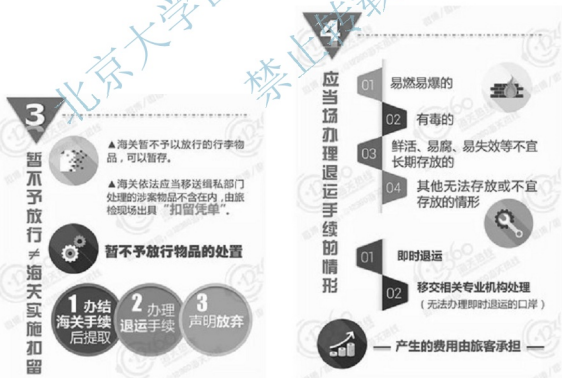 3
暂不予放行≠海关实施扣留
▲海关暂不予以放行的行李物
品，可以暂存。
▲海关依法应当移送缉私部门
处理的涉案物品不含在内，由旅
检现场出具“扣留凭单”。
暂不予放行物品的处置
1 办结
海关手续
后提取
2 办理
退运手续
3
声明放弃
4
应当场办理退运手续的情形
01 易燃易爆的
02 有毒的
03 鲜活、易腐、易失效等不宜
长期存放的
04 其他无法存放或不宜
存放的情形
01 即时退运
02 移交相关专业机构处理
（无法办理即时退运的口岸）
产生的费用由旅客承担
北京大学
禁止转载